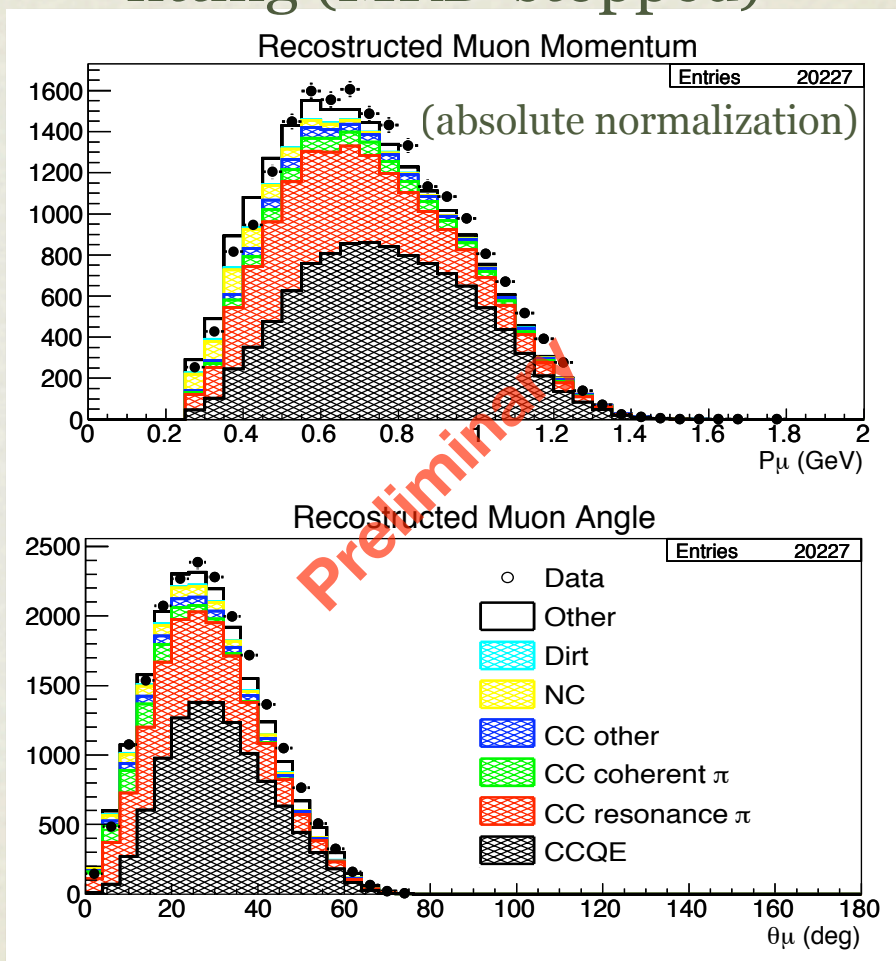 Recostructed Muon Momentum
Entries 20227
(absolute normalization)
1600
1400
1200
1000
800
600
400
200
0
0 0.2 0.4 0.6 0.8 1 1.2 1.4 1.6 1.8 2
Pμ (GeV)
Preliminary
Recostructed Muon Angle
Entries 20227
2500
2000
1500
1000
500
0
Data
Other
Dirt
NC
CC other
CC coherent π
CC resonance π
CCQE
0 20 40 60 80 100 120 140 160 180
θμ (deg)